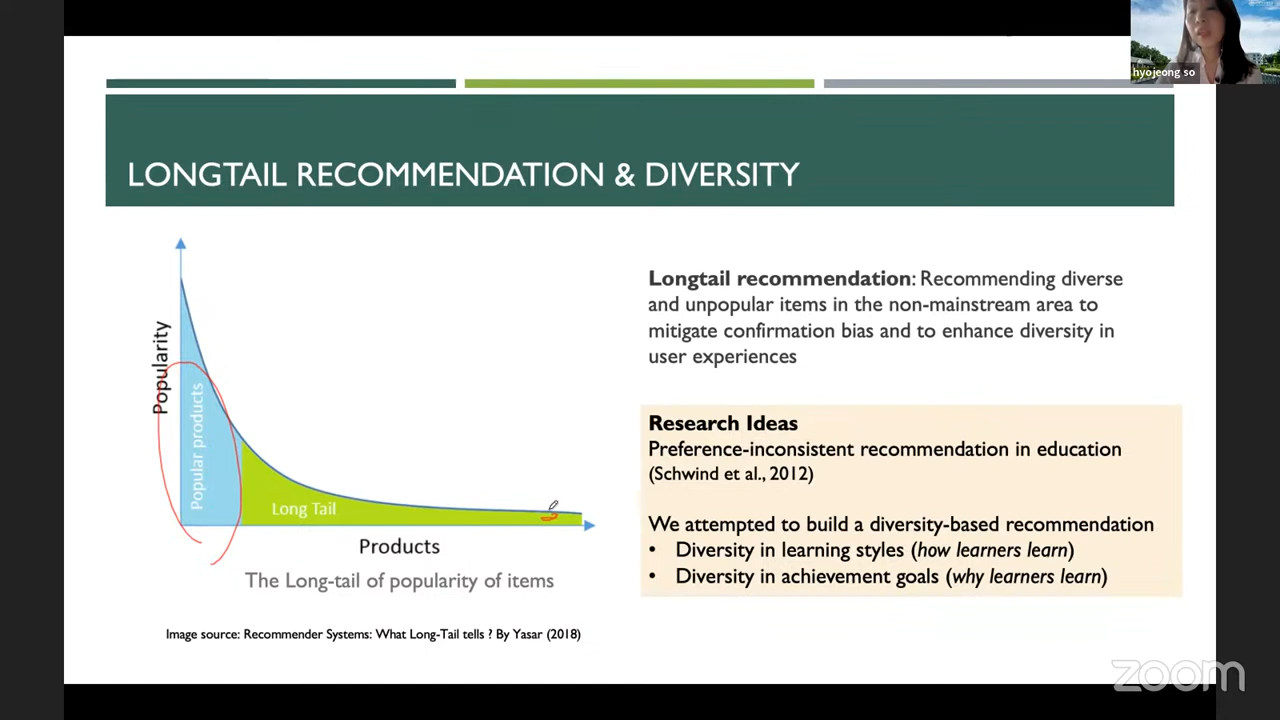 hyojeong so
LONGTAIL RECOMMENDATION & DIVERSITY
Popularity
Popular products
Long Tail
Products
The Long-tail of popularity of items
Image source: Recommender Systems: What Long-Tail tells ? By Yasar (2018)
Longtail recommendation: Recommending diverse
and unpopular items in the non-mainstream area to
mitigate confirmation bias and to enhance diversity in
user experiences
Research Ideas
Preference-inconsistent recommendation in education
(Schwind et al., 2012)
We attempted to build a diversity-based recommendation
• Diversity in learning styles (how learners learn)
• Diversity in achievement goals (why learners learn)
zoom